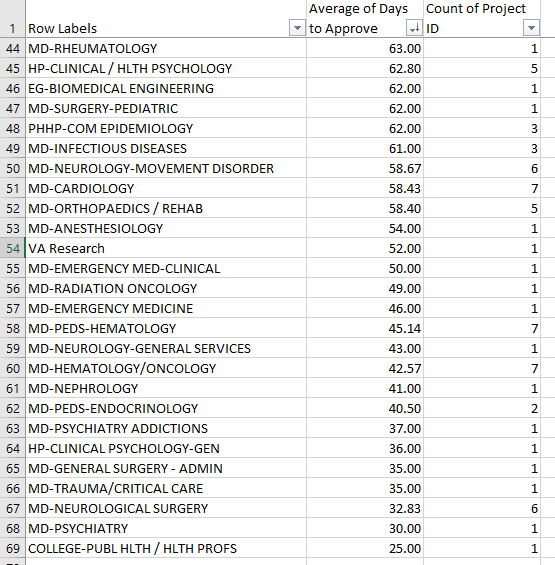 Average of Days Count of Project
1 Row Labels to Approve ID
44 MD-RHEUMATOLOGY 63.00 1
45 HP-CLINICAL / HLTH PSYCHOLOGY 62.80 5
46 EG-BIOMEDICAL ENGINEERING 62.00 1
47 MD-SURGERY-PEDIATRIC 62.00 1
48 PHHP-COM EPIDEMIOLOGY 62.00 3
49 MD-INFECTIOUS DISEASES 61.00 3
50 MD-NEUROLOGY-MOVEMENT DISORDER 58.67 6
51 MD-CARDIOLOGY 58.43 7
52 MD-ORTHOPAEDICS / REHAB 58.40 5
53 MD-ANESTHESIOLOGY 54.00 1
54 VA Research 52.00 1
55 MD-EMERGENCY MED-CLINICAL 50.00 1
56 MD-RADIATION ONCOLOGY 49.00 1
57 MD-EMERGENCY MEDICINE 46.00 1
58 MD-PEDS-HEMATOLOGY 45.14 7
59 MD-NEUROLOGY-GENERAL SERVICES 43.00 1
60 MD-HEMATOLOGY/ONCOLOGY 42.57 7
61 MD-NEPHROLOGY 41.00 1
62 MD-PEDS-ENDOCRINOLOGY 40.50 2
63 MD-PSYCHIATRY ADDICTIONS 37.00 1
64 HP-CLINICAL PSYCHOLOGY-GEN 36.00 1
65 MD-GENERAL SURGERY - ADMIN 35.00 1
66 MD-TRAUMA/CRITICAL CARE 35.00 1
67 MD-NEUROLOGICAL SURGERY 32.83 6
68 MD-PSYCHIATRY 30.00 1
69 COLLEGE-PUBL HLTH / HLTH PROFS 25.00 1